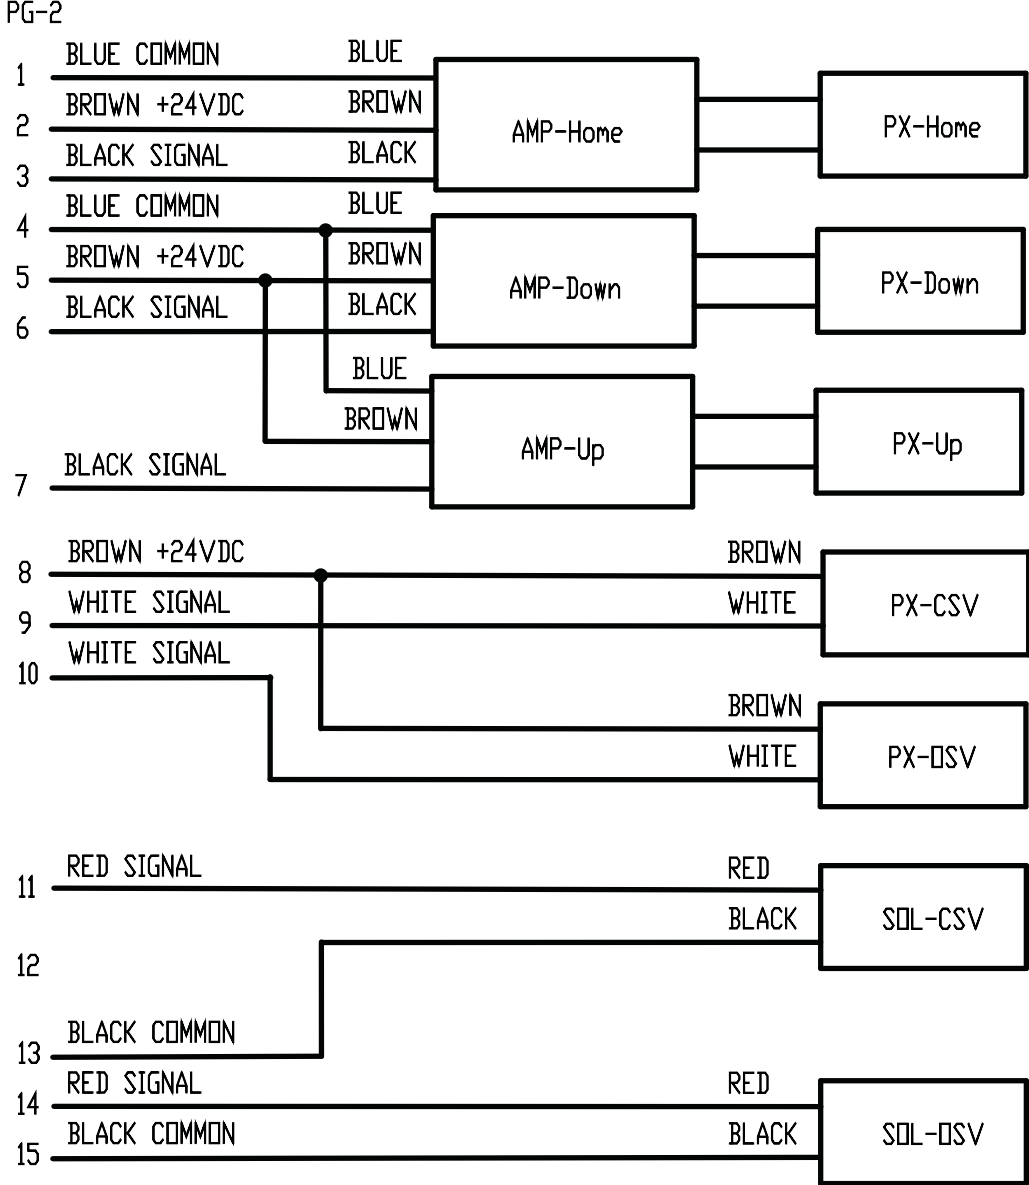 PG-2
BLUE COMMON BLUE
1
BROWN +24VDC BROWN
2 AMP-Home PX-Home
BLACK SIGNAL BLACK
3
BLUE COMMON BLUE
4
BROWN +24VDC BROWN
5 AMP-Down PX-Down
BLACK SIGNAL BLACK
6
BLUE
BROWN
AMP-Up PX-Up
BLACK SIGNAL
7
BROWN +24VDC BROWN
8
WHITE SIGNAL WHITE PX-CSV
9
WHITE SIGNAL
10
BROWN
WHITE PX-OSV
RED SIGNAL RED
11
BLACK SOL-CSV
12
BLACK COMMON
13
RED SIGNAL RED
14
BLACK COMMON BLACK SOL-OSV
15